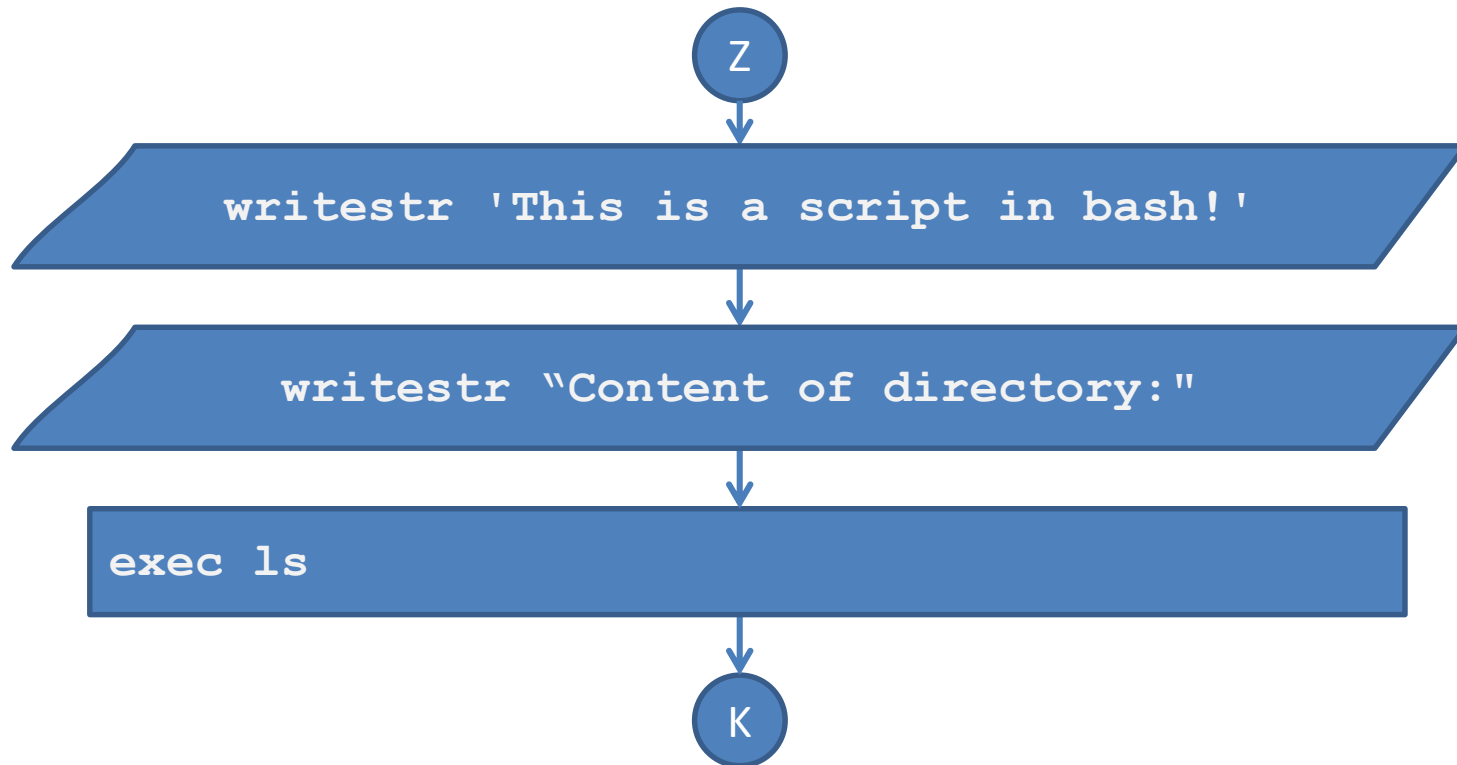 Z
writestr 'This is a script in bash!'
writestr “Content of directory:"
exec ls
K